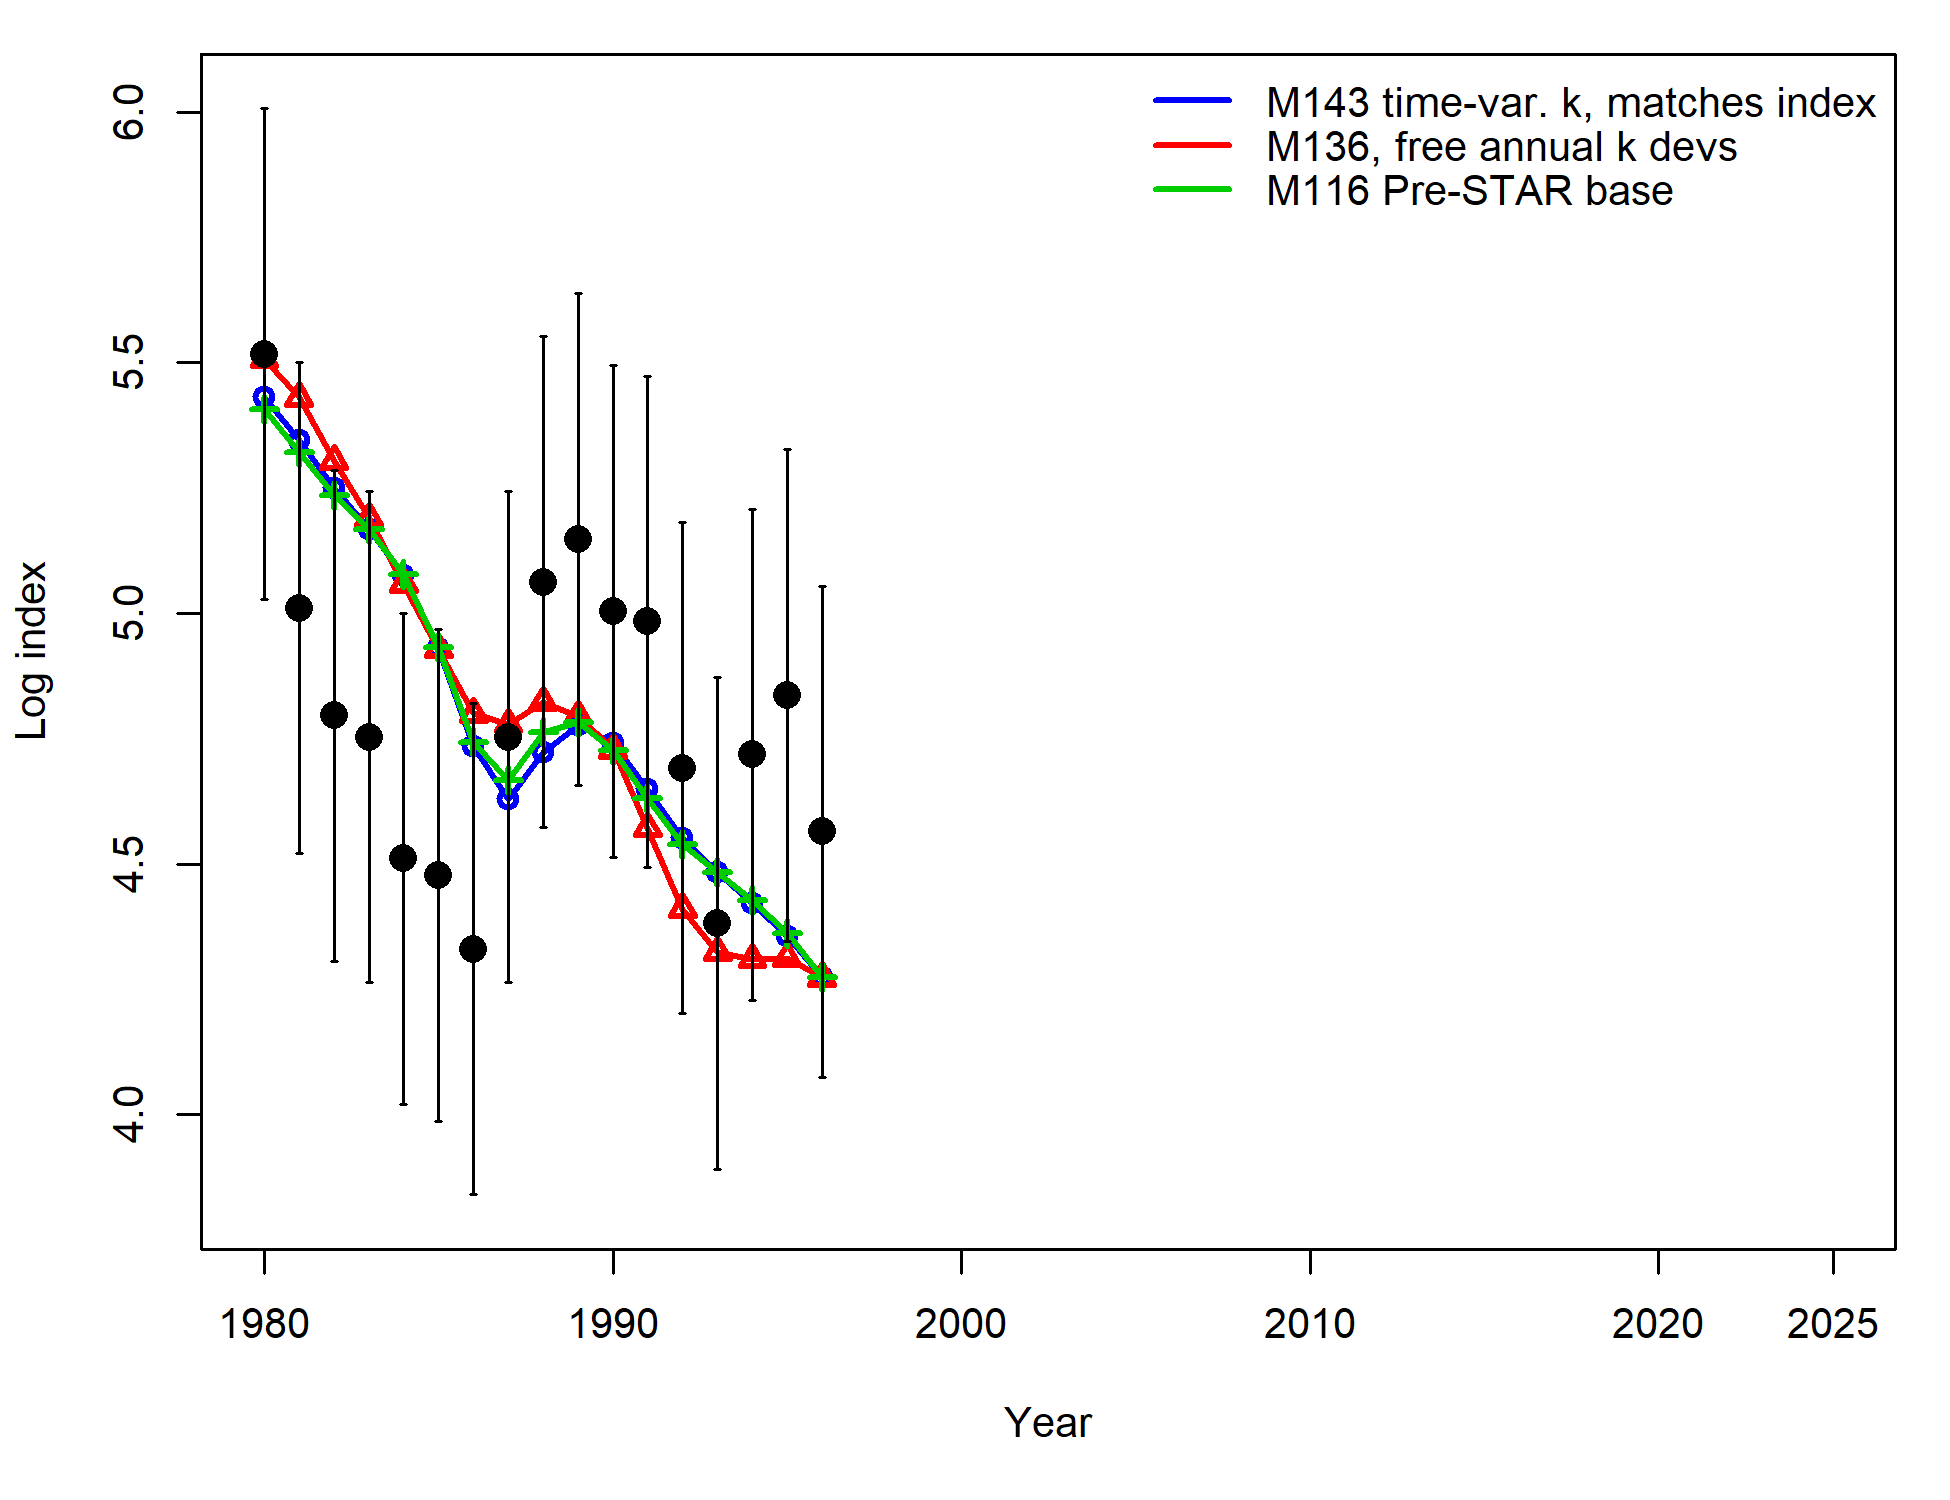 M143 time-var. k, matches index
M136, free annual k devs
M116 Pre-STAR base
6.0
5.5
5.0
4.5
4.0
Log index
1980
1990
2000
2010
2020
2025
Year